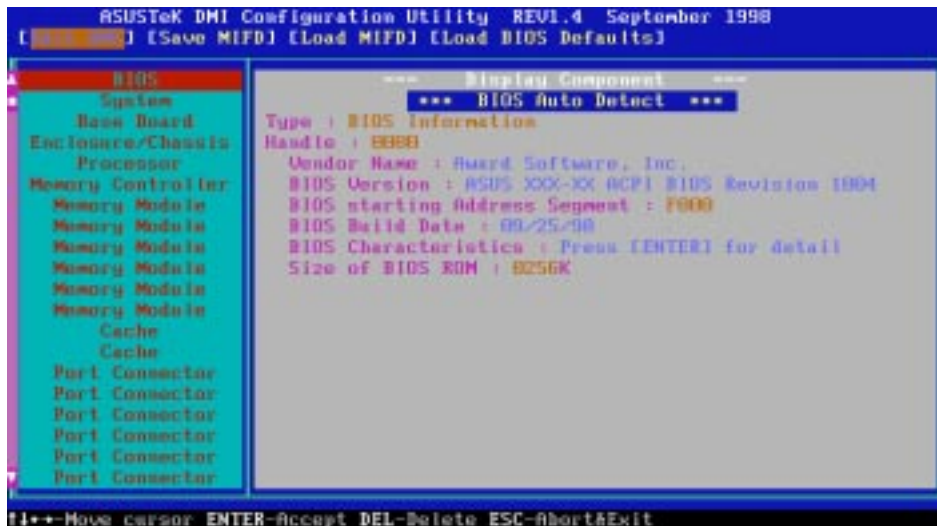 ASUSTeK DMI Configuration Utility REV1.4 September 1998
[ ] [Save MIFD] [Load MIFD] [Load BIOS Defaults]
BIOS
System
Base Board
Enclosure/Chassis
Processor
Memory Controller
Memory Module
Memory Module
Memory Module
Memory Module
Memory Module
Memory Module
Cache
Cache
Port Connector
Port Connector
Port Connector
Port Connector
Port Connector
Port Connector
--- Display Component ---
*** BIOS Auto Detect ***
Type : BIOS Information
Handle : 0000
Vendor Name : Award Software, Inc.
BIOS Version : ASUS XXX-XX ACPI BIOS Revision 1004
BIOS starting Address Segment : F000
BIOS Build Date : 09/25/98
BIOS Characteristics : Press [ENTER] for detail
Size of BIOS ROM : 0256K
↑↓←→-Move cursor ENTER-Accept DEL-Delete ESC-Abort&Exit